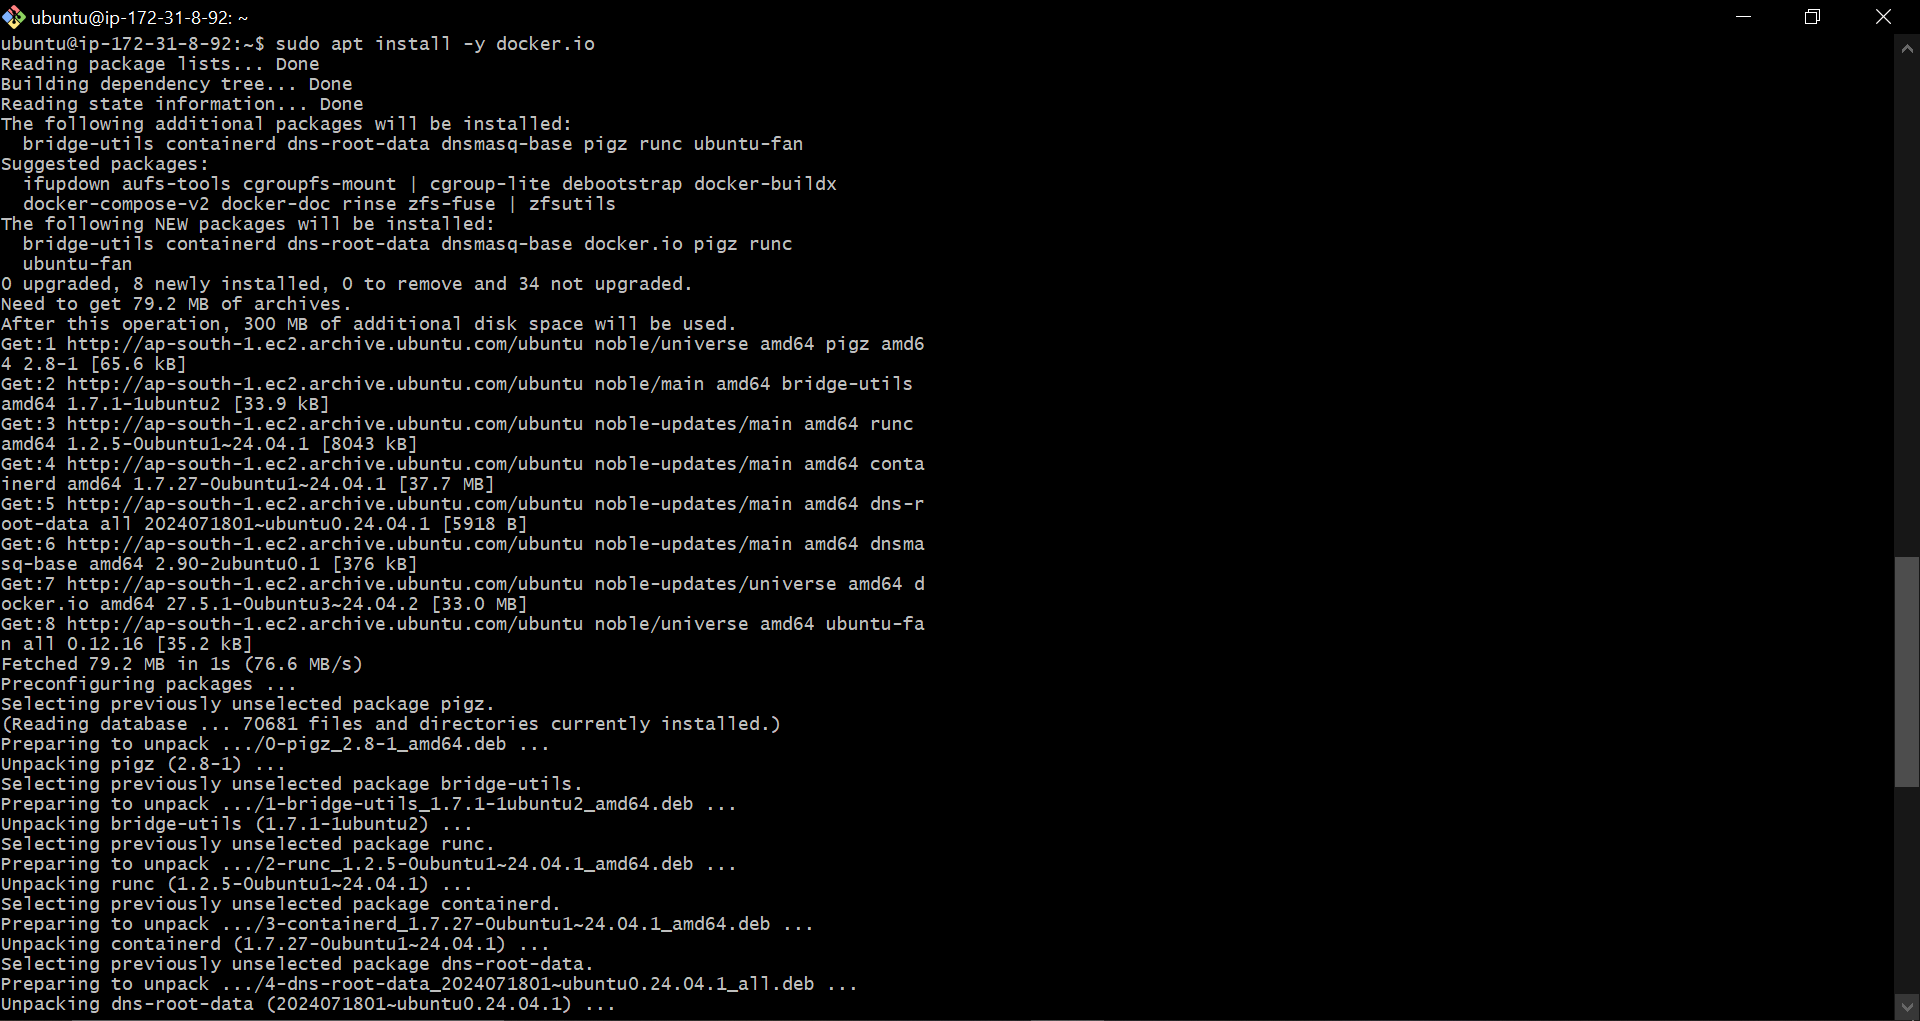 ubuntu@ip-172-31-8-92: ~
ubuntu@ip-172-31-8-92:~$ sudo apt install -y docker.io
Reading package lists... Done
Building dependency tree... Done
Reading state information... Done
The following additional packages will be installed:
  bridge-utils containerd dns-root-data dnsmasq-base pigz runc ubuntu-fan
Suggested packages:
  ifupdown aufs-tools cgroupfs-mount | cgroup-lite debootstrap docker-buildx
  docker-compose-v2 docker-doc rinse zfs-fuse | zfsutils
The following NEW packages will be installed:
  bridge-utils containerd dns-root-data dnsmasq-base docker.io pigz runc
  ubuntu-fan
0 upgraded, 8 newly installed, 0 to remove and 34 not upgraded.
Need to get 79.2 MB of archives.
After this operation, 300 MB of additional disk space will be used.
Get:1 http://ap-south-1.ec2.archive.ubuntu.com/ubuntu noble/universe amd64 pigz amd6
4 2.8-1 [65.6 kB]
Get:2 http://ap-south-1.ec2.archive.ubuntu.com/ubuntu noble/main amd64 bridge-utils
amd64 1.7.1-1ubuntu2 [33.9 kB]
Get:3 http://ap-south-1.ec2.archive.ubuntu.com/ubuntu noble-updates/main amd64 runc
amd64 1.2.5-0ubuntu1~24.04.1 [8043 kB]
Get:4 http://ap-south-1.ec2.archive.ubuntu.com/ubuntu noble-updates/main amd64 conta
inerd amd64 1.7.27-0ubuntu1~24.04.1 [37.7 MB]
Get:5 http://ap-south-1.ec2.archive.ubuntu.com/ubuntu noble-updates/main amd64 dns-r
oot-data all 2024071801~ubuntu0.24.04.1 [5918 B]
Get:6 http://ap-south-1.ec2.archive.ubuntu.com/ubuntu noble-updates/main amd64 dnsma
sq-base amd64 2.90-2ubuntu0.1 [376 kB]
Get:7 http://ap-south-1.ec2.archive.ubuntu.com/ubuntu noble-updates/universe amd64 d
ocker.io amd64 27.5.1-0ubuntu3~24.04.2 [33.0 MB]
Get:8 http://ap-south-1.ec2.archive.ubuntu.com/ubuntu noble/universe amd64 ubuntu-fa
n all 0.12.16 [35.2 kB]
Fetched 79.2 MB in 1s (76.6 MB/s)
Preconfiguring packages ...
Selecting previously unselected package pigz.
(Reading database ... 70681 files and directories currently installed.)
Preparing to unpack .../0-pigz_2.8-1_amd64.deb ...
Unpacking pigz (2.8-1) ...
Selecting previously unselected package bridge-utils.
Preparing to unpack .../1-bridge-utils_1.7.1-1ubuntu2_amd64.deb ...
Unpacking bridge-utils (1.7.1-1ubuntu2) ...
Selecting previously unselected package runc.
Preparing to unpack .../2-runc_1.2.5-0ubuntu1~24.04.1_amd64.deb ...
Unpacking runc (1.2.5-0ubuntu1~24.04.1) ...
Selecting previously unselected package containerd.
Preparing to unpack .../3-containerd_1.7.27-0ubuntu1~24.04.1_amd64.deb ...
Unpacking containerd (1.7.27-0ubuntu1~24.04.1) ...
Selecting previously unselected package dns-root-data.
Preparing to unpack .../4-dns-root-data_2024071801~ubuntu0.24.04.1_all.deb ...
Unpacking dns-root-data (2024071801~ubuntu0.24.04.1) ...